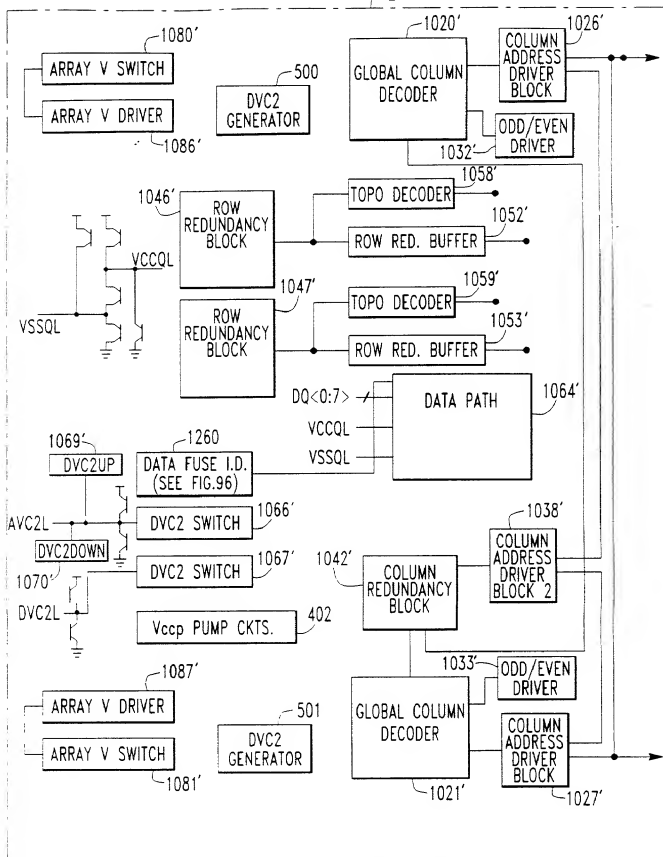 1080'
ARRAY V SWITCH
ARRAY V DRIVER
1086'
500
DVC2
GENERATOR
1020'
GLOBAL COLUMN
DECODER
1026'
COLUMN
ADDRESS
DRIVER
BLOCK
ODD/EVEN
DRIVER
1032'
1046'
ROW
REDUNDANCY
BLOCK
1058'
TOPO DECODER
1052'
ROW RED. BUFFER
VCCQL
VSSQL
1047'
ROW
REDUNDANCY
BLOCK
1059'
TOPO DECODER
1053'
ROW RED. BUFFER
DQ<0:7>
VCCQL
VSSQL
DATA PATH
1064'
1069'
DVC2UP
1260
DATA FUSE I.D.
(SEE FIG.96)
AVC2L
DVC2 SWITCH
1066'
DVC2DOWN
1070'
DVC2 SWITCH
1067'
DVC2L
Vccp PUMP CKTS.
402
1042'
COLUMN
REDUNDANCY
BLOCK
1038'
COLUMN
ADDRESS
DRIVER
BLOCK 2
1033'
ODD/EVEN
DRIVER
1087'
ARRAY V DRIVER
ARRAY V SWITCH
1081'
501
DVC2
GENERATOR
GLOBAL COLUMN
DECODER
1021'
COLUMN
ADDRESS
DRIVER
BLOCK
1027'